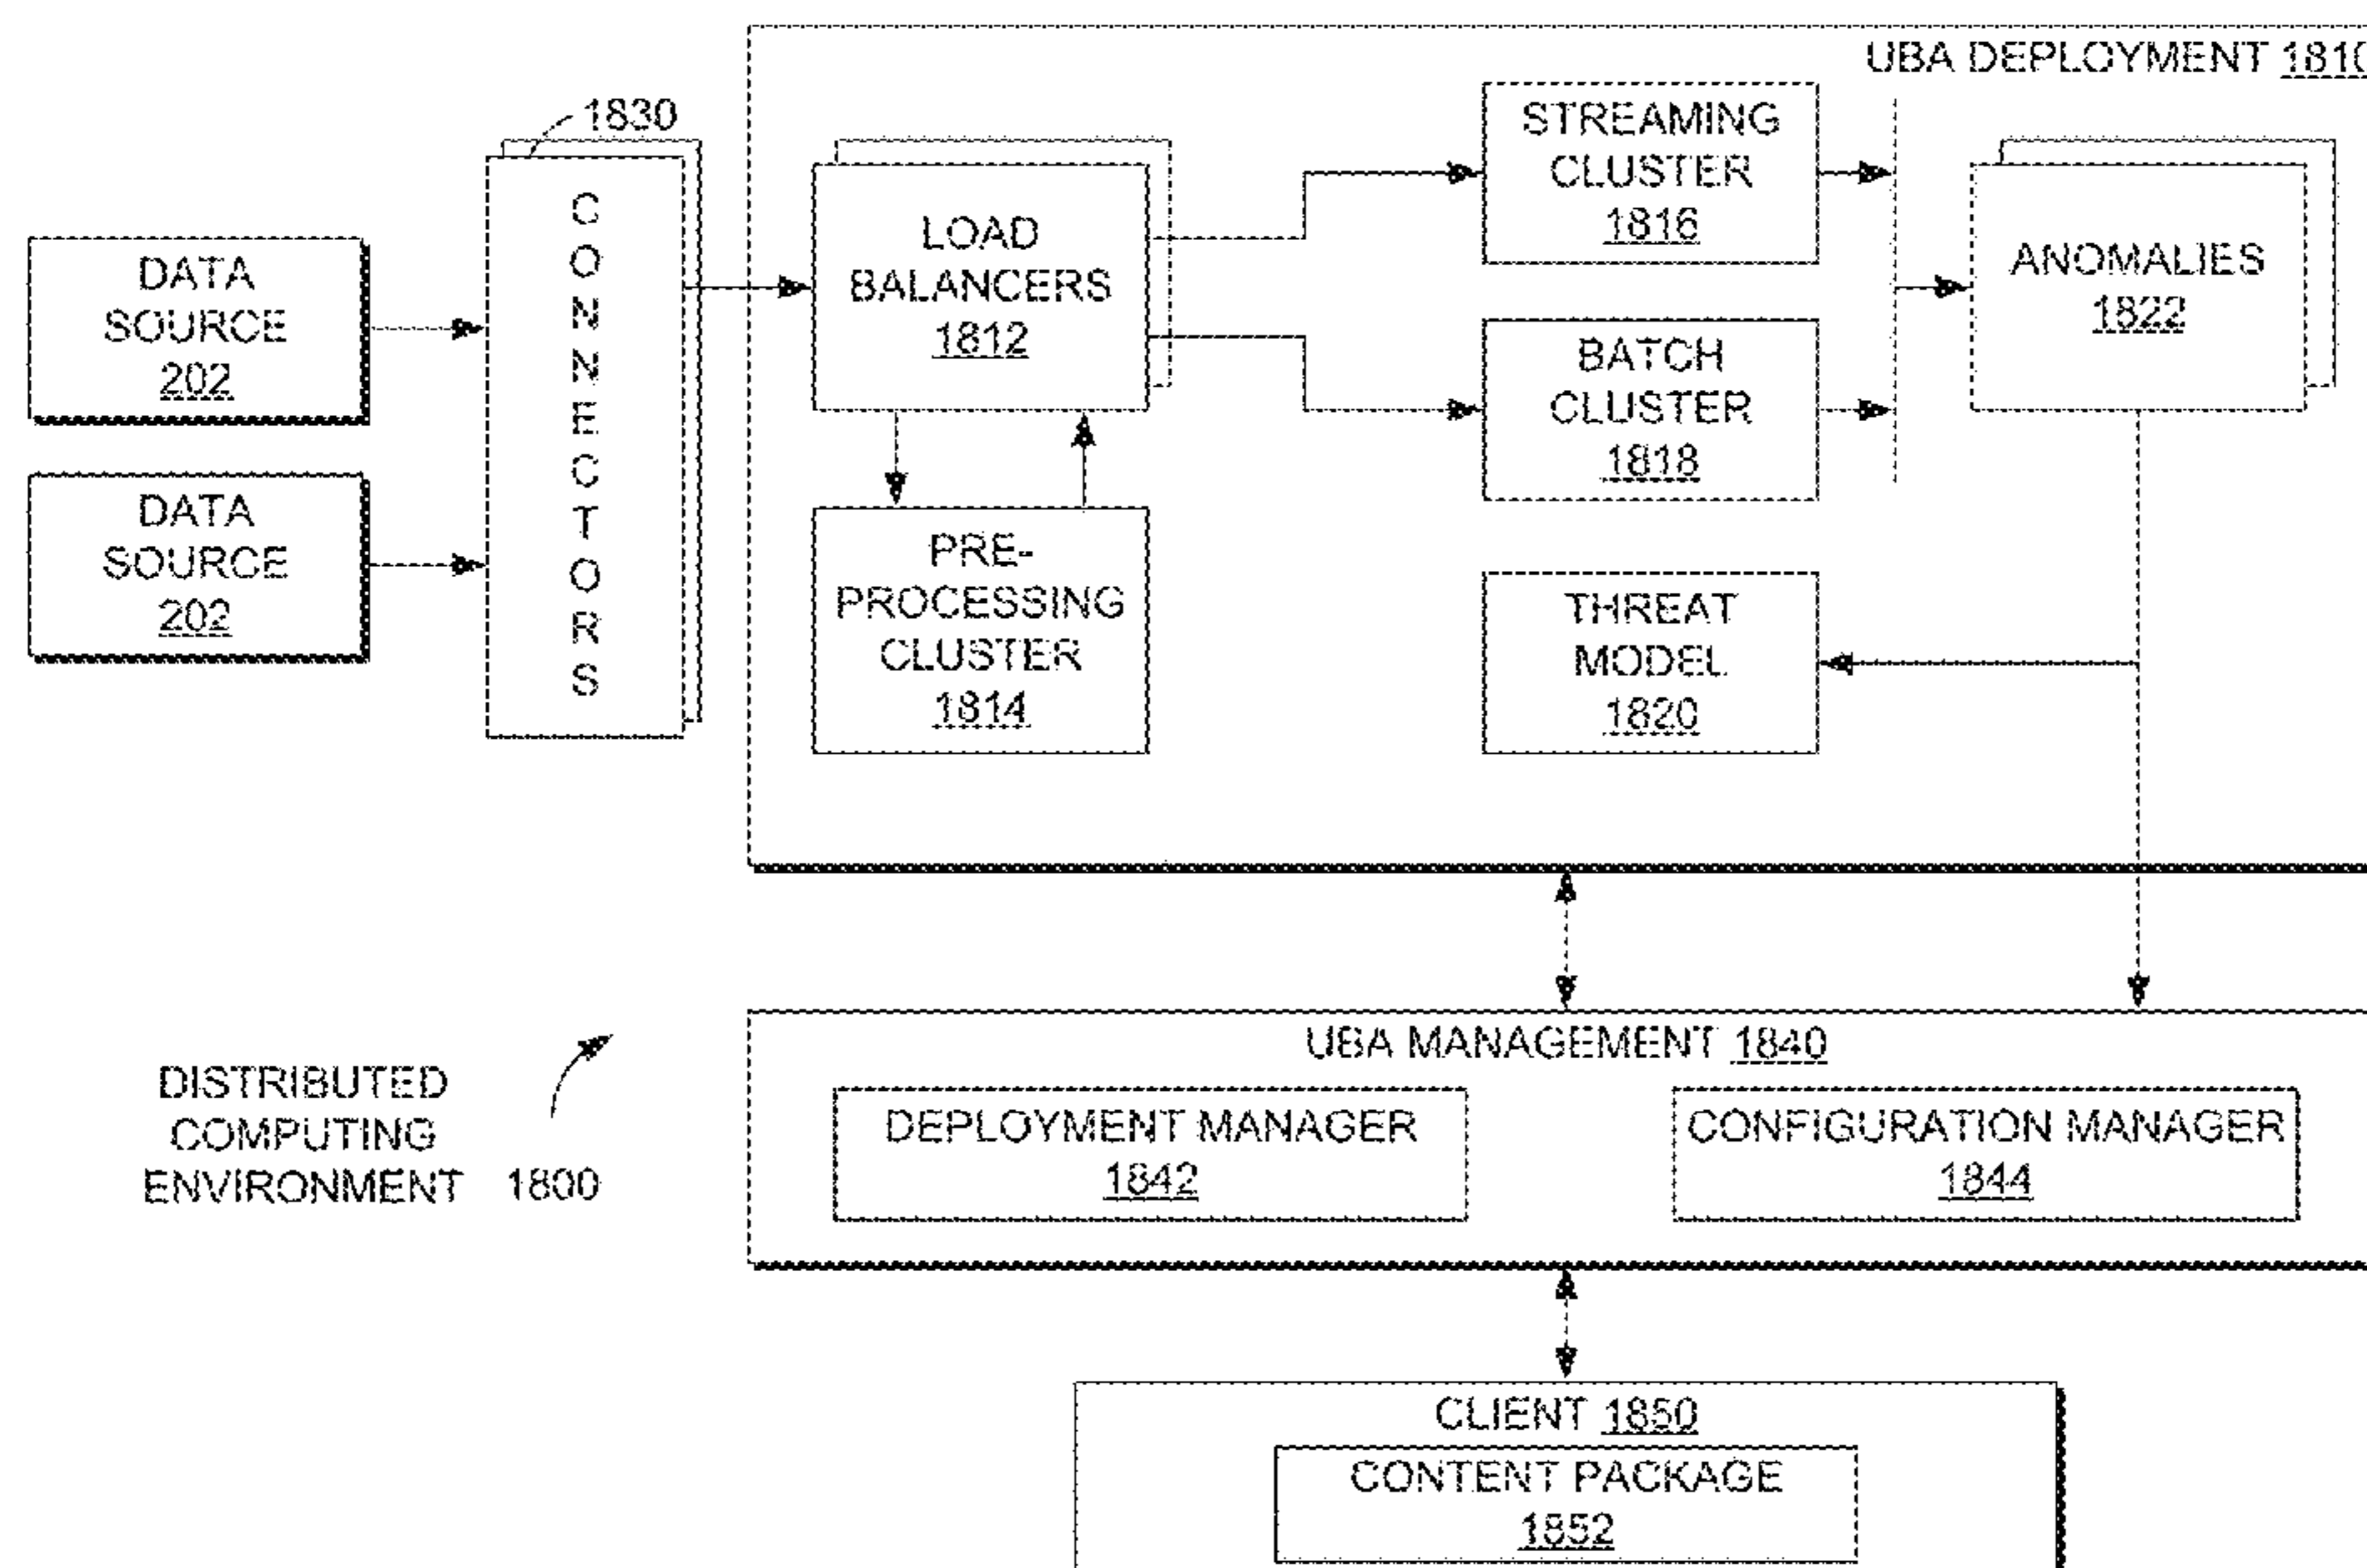 UBA DEPLOYMENT 1810
1830
STREAMING
CLUSTER
1816
LOAD
BALANCERS
1812
ANOMALIES
1822
DATA
SOURCE
202
CONNECTORS
BATCH
CLUSTER
1818
DATA
SOURCE
202
PRE-
PROCESSING
CLUSTER
1814
THREAT
MODEL
1820
UBA MANAGEMENT 1840
DEPLOYMENT MANAGER
1842
CONFIGURATION MANAGER
1844
DISTRIBUTED
COMPUTING
ENVIRONMENT 1800
CLIENT 1850
CONTENT PACKAGE
1852